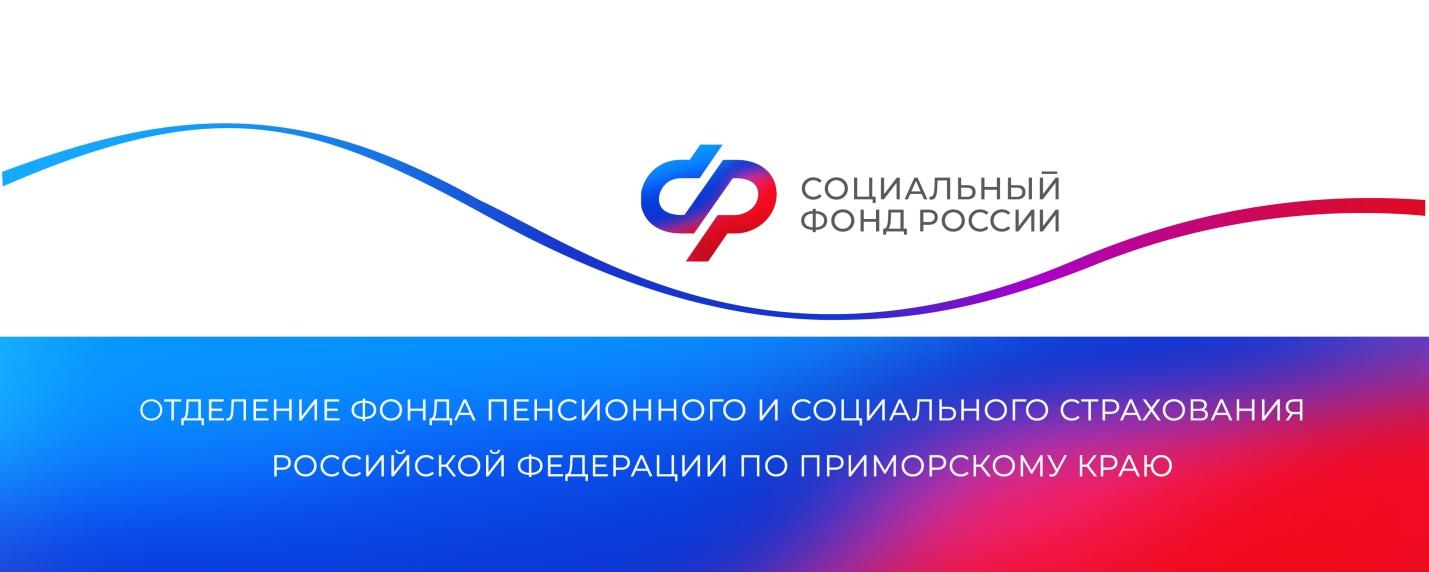 СОЦИАЛЬНЫЙ
ФОНД РОССИИ
ОТДЕЛЕНИЕ ФОНДА ПЕНСИОННОГО И СОЦИАЛЬНОГО СТРАХОВАНИЯ
РОССИЙСКОЙ ФЕДЕРАЦИИ ПО ПРИМОРСКОМУ КРАЮ